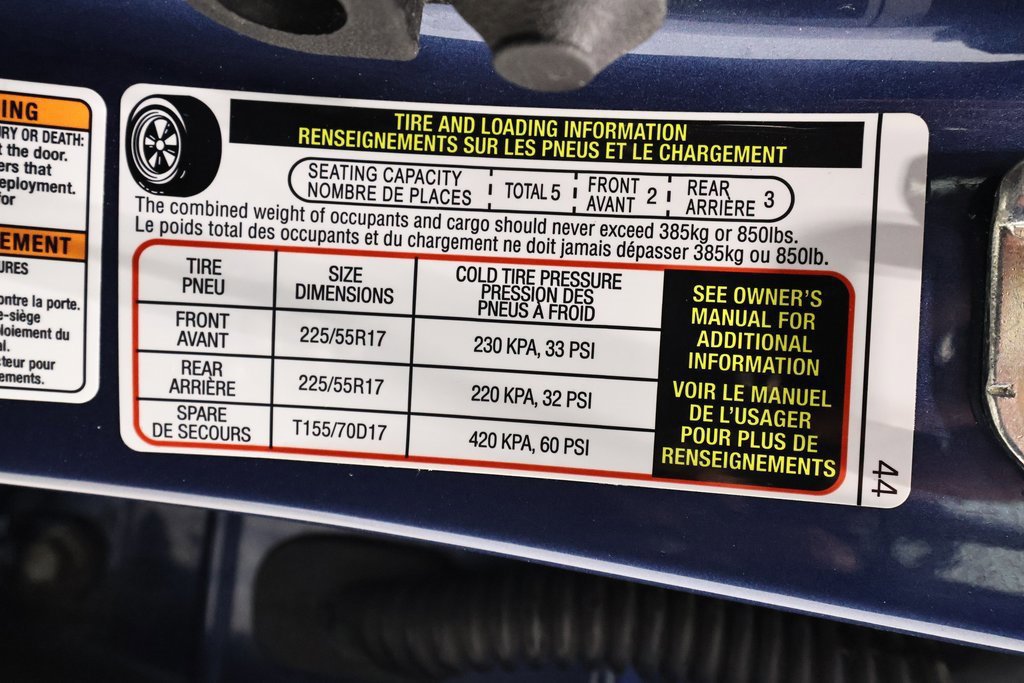 ING
RY OR DEATH:
t the door.
ers that
eployment.
for
EMENT
URES
ontre la porte.
e-siège
loiement du
al.
teur pour
ements.
TIRE AND LOADING INFORMATION
RENSEIGNEMENTS SUR LES PNEUS ET LE CHARGEMENT
SEATING CAPACITY
NOMBRE DE PLACES
TOTAL 5
FRONT
AVANT 2
REAR
ARRIÈRE 3
The combined weight of occupants and cargo should never exceed 385kg or 850lbs.
Le poids total des occupants et du chargement ne doit jamais dépasser 385kg ou 850lb.
TIRE
PNEU
SIZE
DIMENSIONS
COLD TIRE PRESSURE
PRESSION DES
PNEUS À FROID
FRONT
AVANT
225/55R17
230 KPA, 33 PSI
REAR
ARRIÈRE
225/55R17
220 KPA, 32 PSI
SPARE
DE SECOURS
T155/70D17
420 KPA, 60 PSI
SEE OWNER'S
MANUAL FOR
ADDITIONAL
INFORMATION
VOIR LE MANUEL
DE L'USAGER
POUR PLUS DE
RENSEIGNEMENTS
44